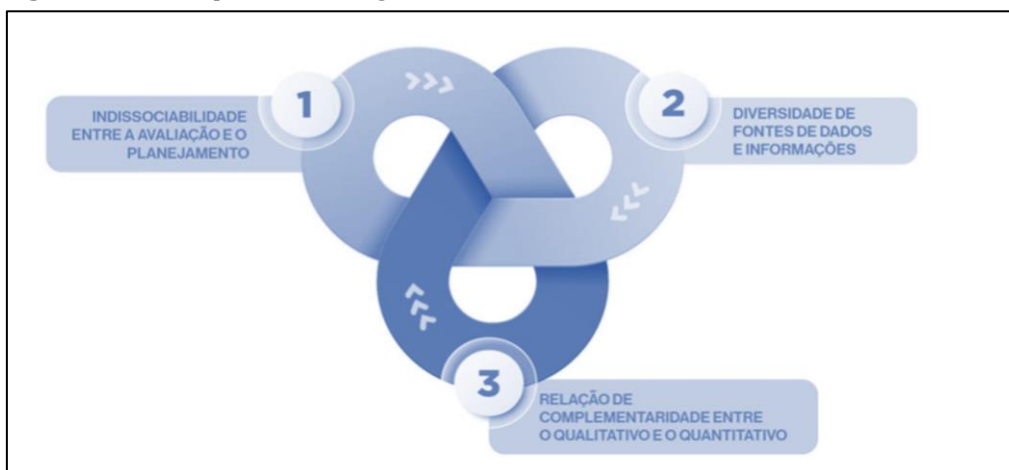 1
INDISSOCIABILIDADE
ENTRE A AVALIAÇÃO E O
PLANEJAMENTO
2
DIVERSIDADE DE
FONTES DE DADOS
E INFORMAÇÕES
3
RELAÇÃO DE
COMPLEMENTARIDADE ENTRE
O QUALITATIVO E O QUANTITATIVO